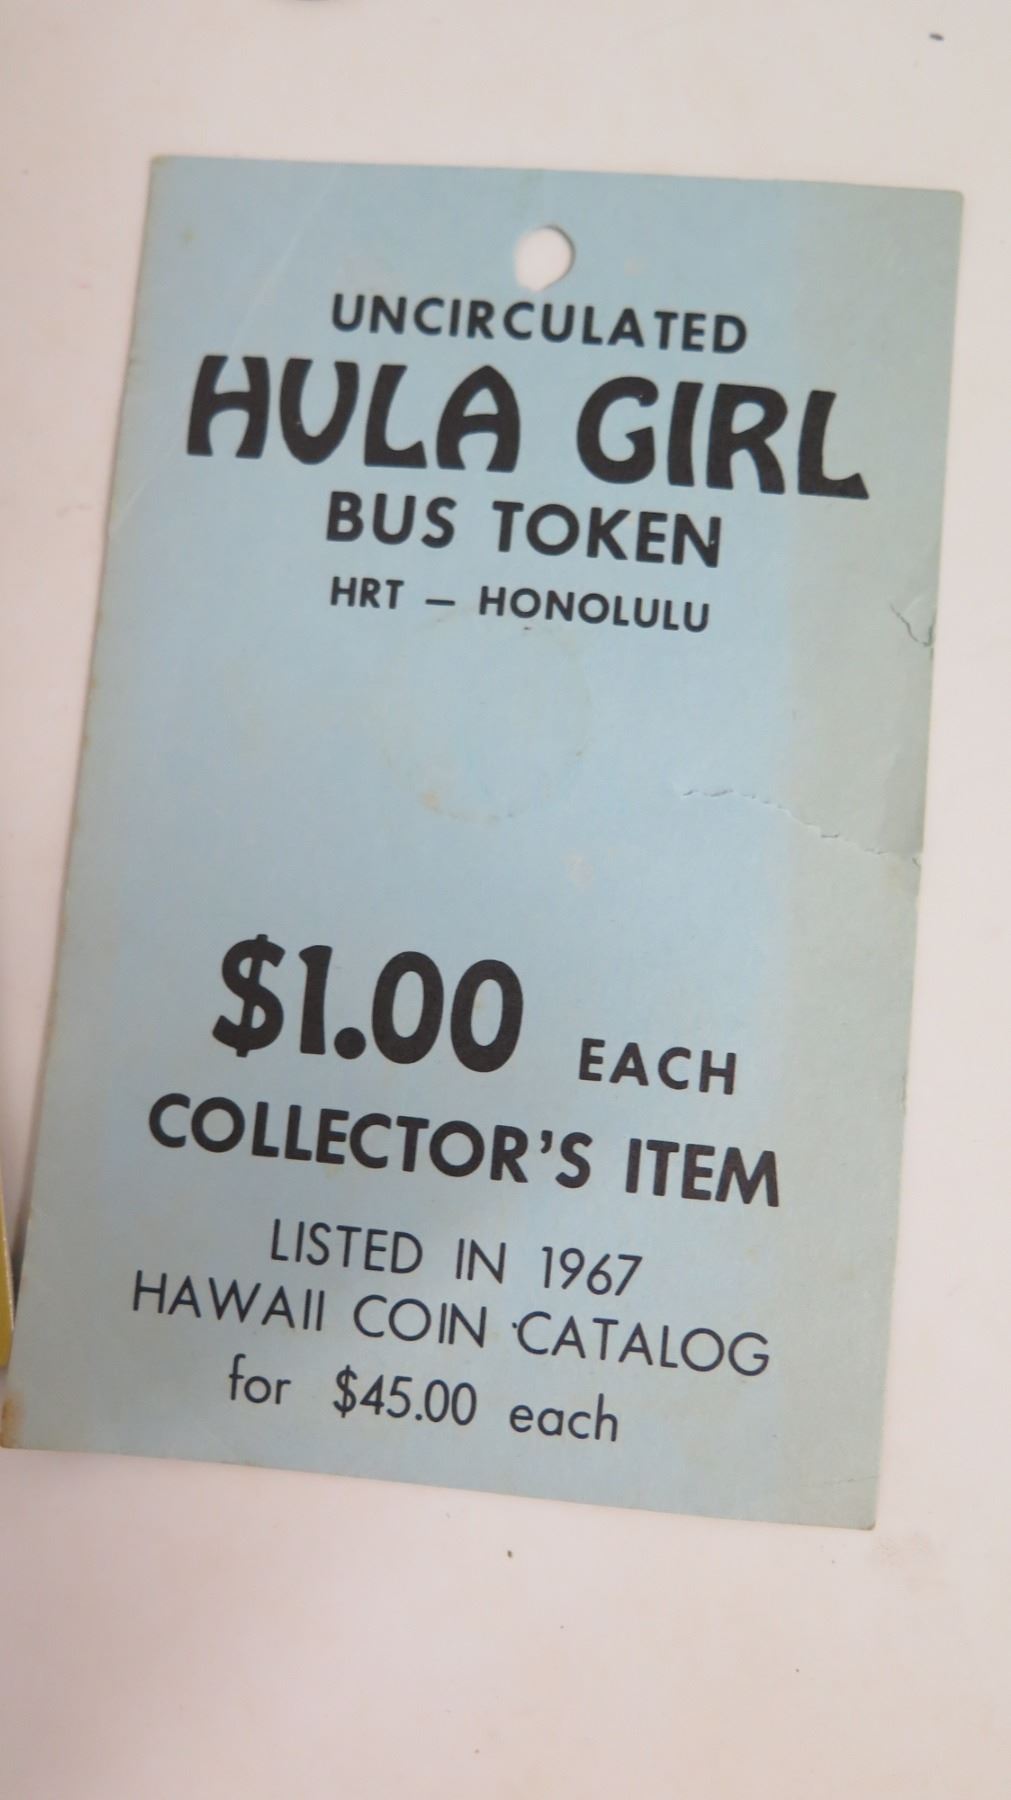 UNCIRCULATED
HULA GIRL
BUS TOKEN
HRT – HONOLULU
$1.00 EACH
COLLECTOR'S ITEM
LISTED IN 1967
HAWAII COIN CATALOG
for $45.00 each